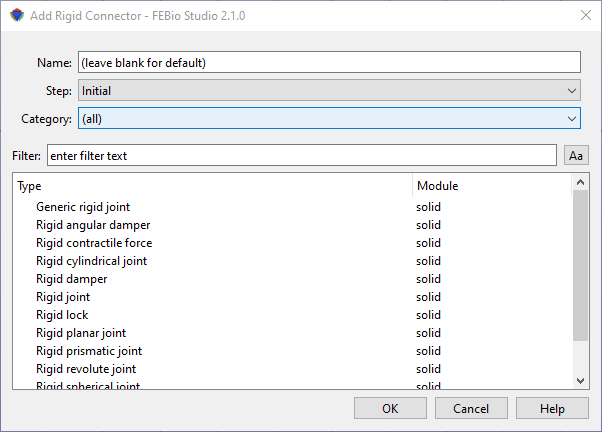 Add Rigid Connector - FEBio Studio 2.1.0
Name: (leave blank for default)
Step: Initial
Category: (all)
Filter: enter filter text Aa
Type Module
Generic rigid joint solid
Rigid angular damper solid
Rigid contractile force solid
Rigid cylindrical joint solid
Rigid damper solid
Rigid joint solid
Rigid lock solid
Rigid planar joint solid
Rigid prismatic joint solid
Rigid revolute joint solid
Rigid spherical joint solid
OK Cancel Help